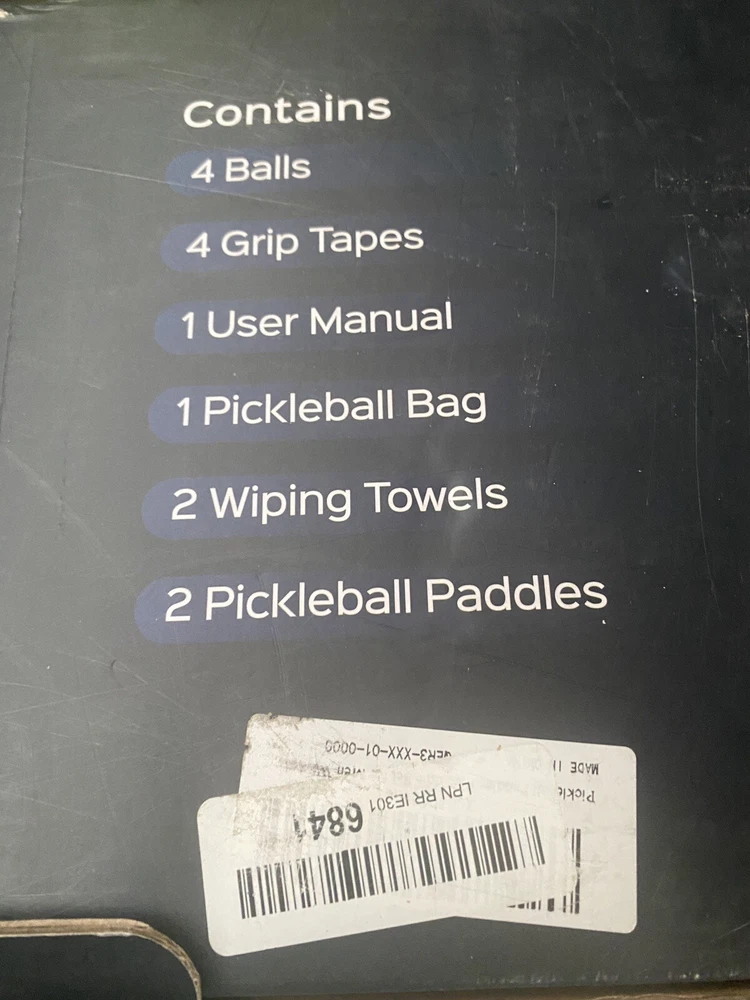 Contains
4 Balls
4 Grip Tapes
1 User Manual
1 Pickleball Bag
2 Wiping Towels
2 Pickleball Paddles
LPN RR IE301
MADE